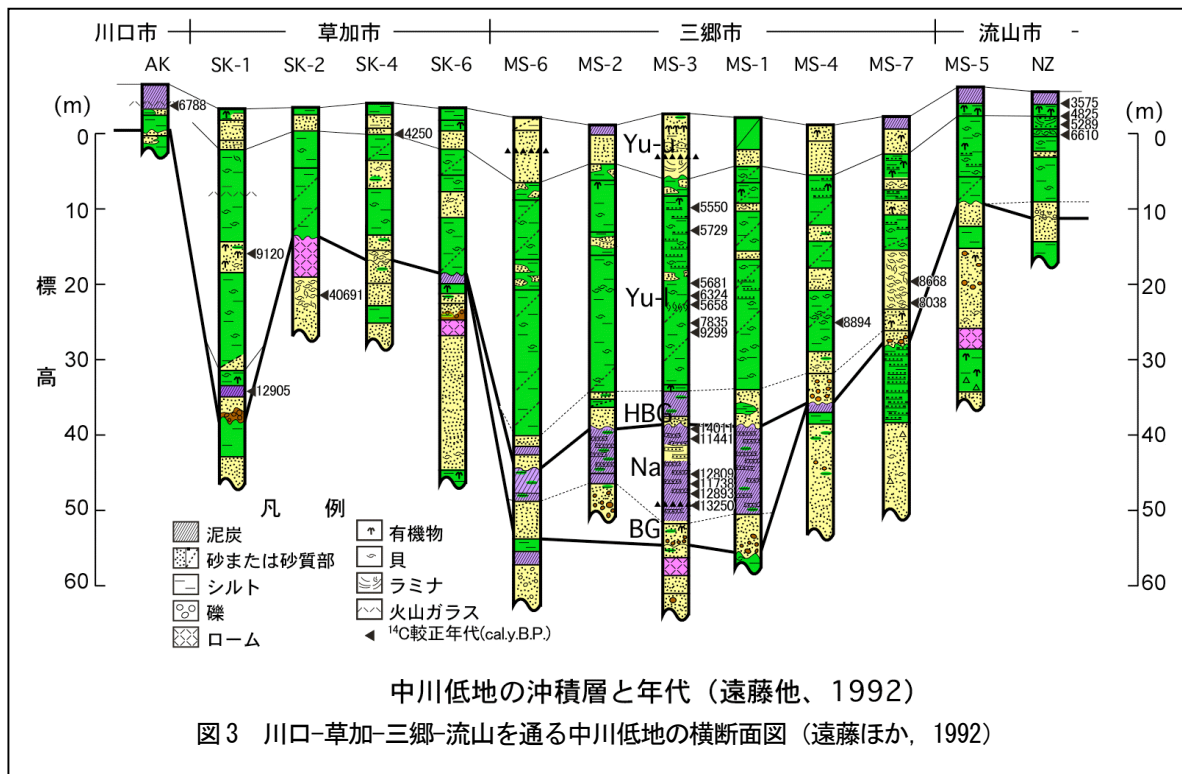 川口市 草加市 三郷市 流山市
AK SK-1 SK-2 SK-4 SK-6 MS-6 MS-2 MS-3 MS-1 MS-4 MS-7 MS-5 NZ
(m) (m)
6788
3575
4825
5289
6610
4250
0 0
Yu-u
10 10
5550
5729
9120
標
20 20
40691
5681
Yu-l
6324
5658
7835
9299
8894
8668
8038
30 30
高
12905
HBG
40 40
14011
11441
Na
12809
11738
12893
13250
50 50
BG
60 60
凡 例
泥炭
砂または砂質部
シルト
礫
ローム
有機物
貝
ラミナ
火山ガラス
14C較正年代(cal.y.B.P.)
中川低地の沖積層と年代（遠藤他、1992）
図3 川口-草加-三郷-流山を通る中川低地の横断面図（遠藤ほか，1992）